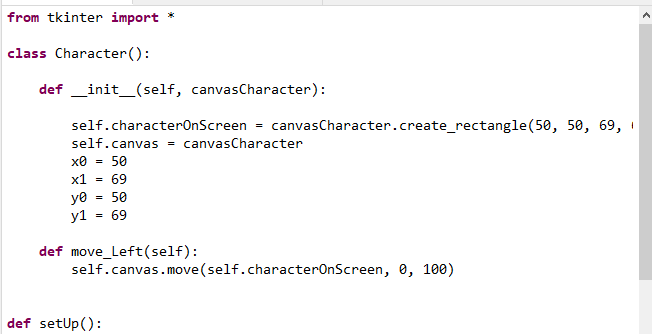 from tkinter import *
class Character():
    def __init__(self, canvasCharacter):
        self.characterOnScreen = canvasCharacter.create_rectangle(50, 50, 69,
        self.canvas = canvasCharacter
        x0 = 50
        x1 = 69
        y0 = 50
        y1 = 69
    def move_Left(self):
        self.canvas.move(self.characterOnScreen, 0, 100)
def setUp():